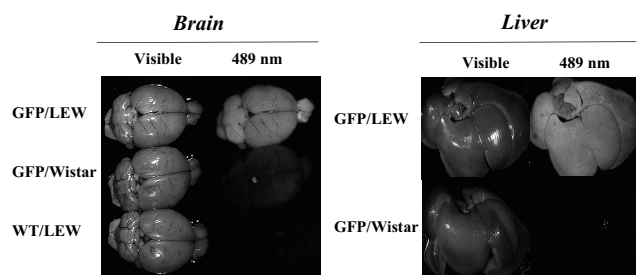 Brain
Visible 489 nm
GFP/LEW
GFP/Wistar
WT/LEW
Liver
Visible 489 nm
GFP/LEW
GFP/Wistar